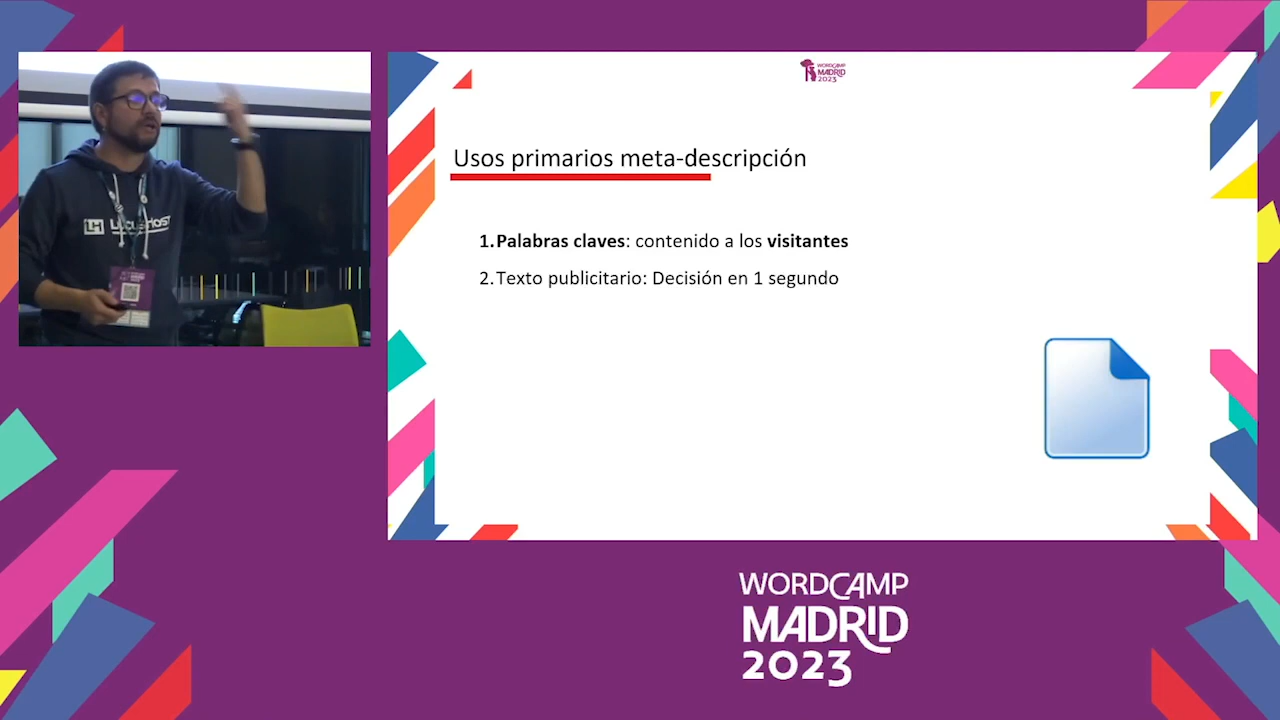 WORDCAMP
MADRID
2023
Usos primarios meta-descripción
1.Palabras claves: contenido a los visitantes
2.Texto publicitario: Decisión en 1 segundo
WORDCAMP
MADRID
2023